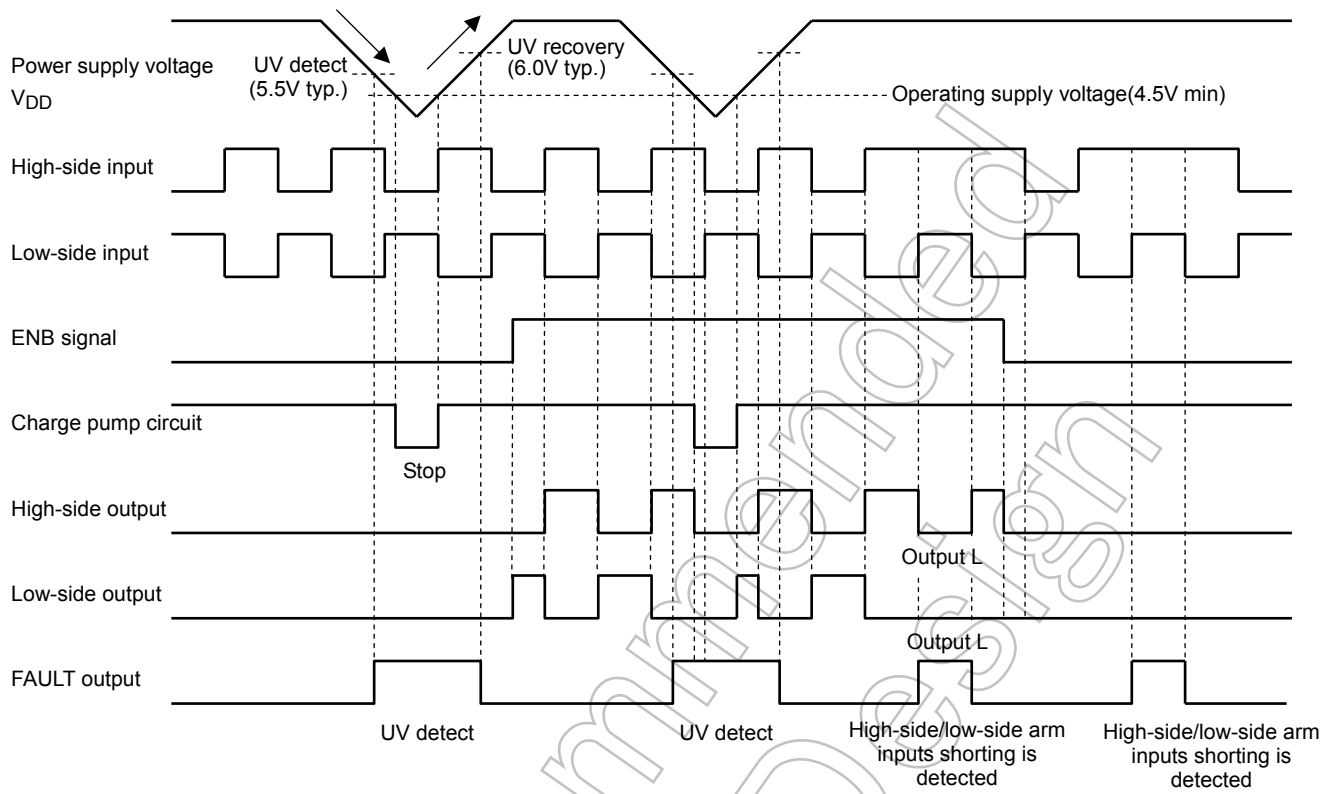 Power supply voltage
VDD
UV detect
(5.5V typ.)
UV recovery
(6.0V typ.)
Operating supply voltage(4.5V min)
High-side input
Low-side input
ENB signal
Charge pump circuit
Stop
High-side output
Output L
Low-side output
Output L
FAULT output
UV detect
UV detect
High-side/low-side arm
inputs shorting is
detected
High-side/low-side arm
inputs shorting is
detected
mmended
Design